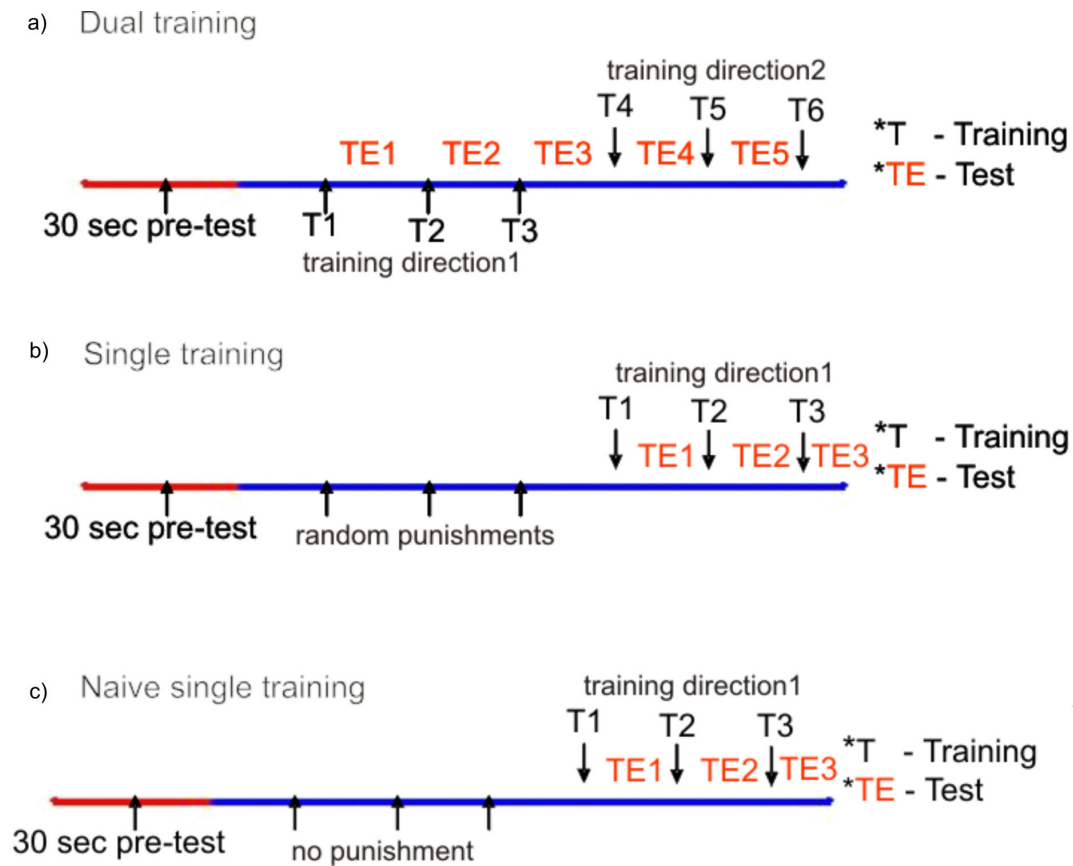 a) Dual training
training direction2
T4 T5 T6
*T - Training
TE1 TE2 TE3 TE4 TE5
*TE - Test
30 sec pre-test T1 T2 T3
training direction1
b) Single training
training direction1
T1 T2 T3
*T - Training
TE1 TE2 TE3
*TE - Test
30 sec pre-test
random punishments
c) Naive single training
training direction1
T1 T2 T3
*T - Training
TE1 TE2 TE3
*TE - Test
30 sec pre-test
no punishment